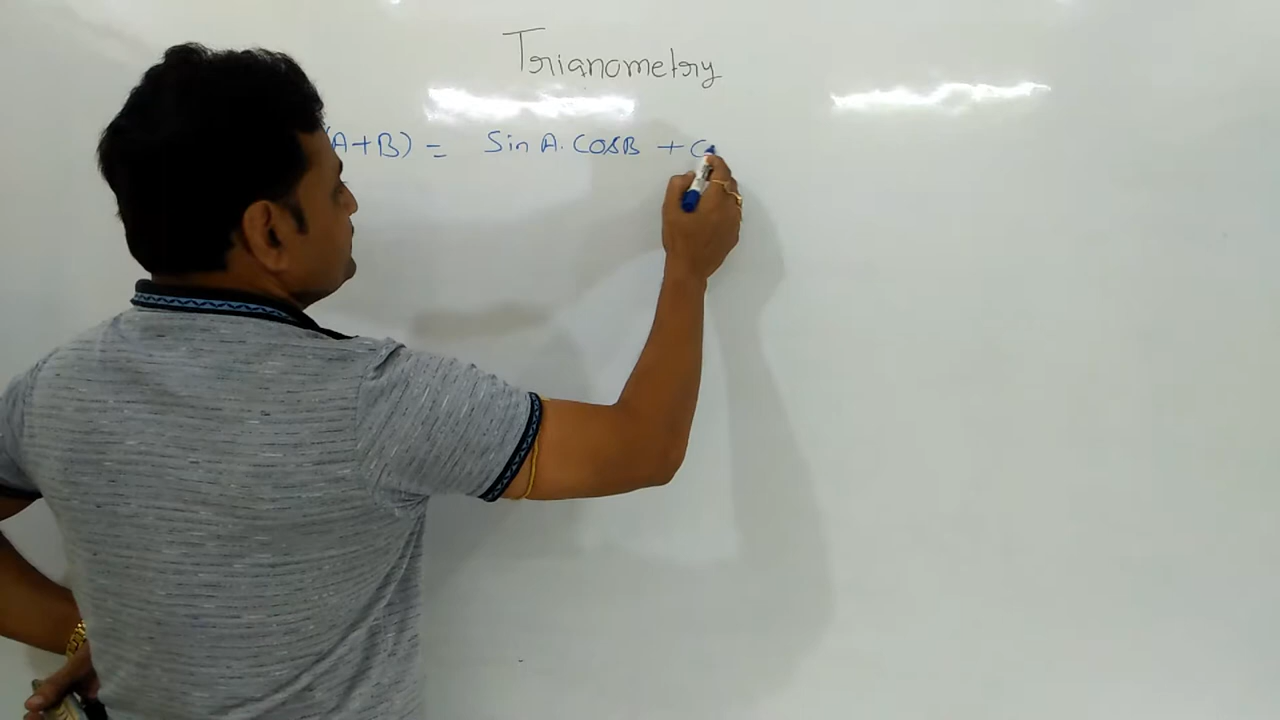 Trianometry
(A+B) = Sin A. COSB + C